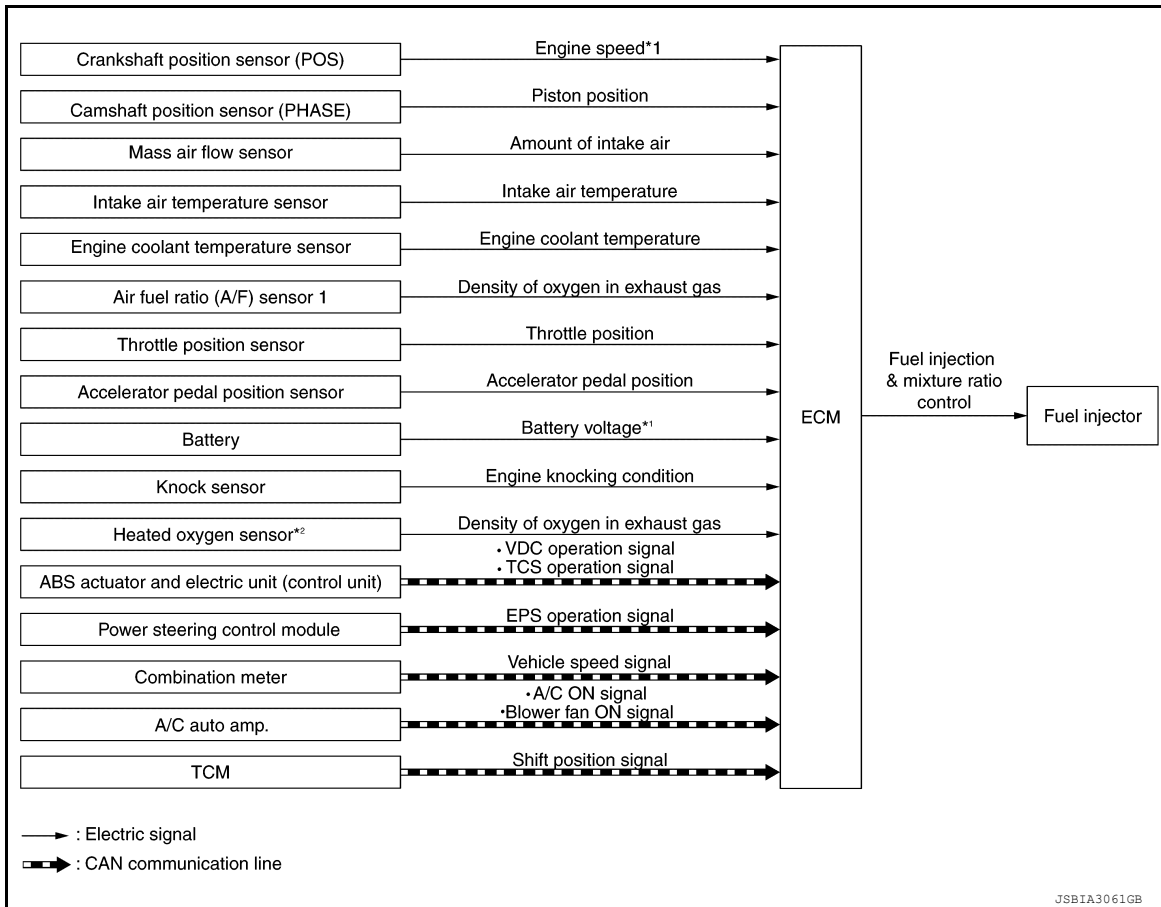 Crankshaft position sensor (POS)
Engine speed*1
Camshaft position sensor (PHASE)
Piston position
Mass air flow sensor
Amount of intake air
Intake air temperature sensor
Intake air temperature
Engine coolant temperature sensor
Engine coolant temperature
Air fuel ratio (A/F) sensor 1
Density of oxygen in exhaust gas
Throttle position sensor
Throttle position
Accelerator pedal position sensor
Accelerator pedal position
Battery
Battery voltage*1
Knock sensor
Engine knocking condition
Heated oxygen sensor*2
Density of oxygen in exhaust gas
ABS actuator and electric unit (control unit)
• VDC operation signal
• TCS operation signal
Power steering control module
EPS operation signal
Combination meter
Vehicle speed signal
A/C auto amp.
• A/C ON signal
• Blower fan ON signal
TCM
Shift position signal
ECM
Fuel injection
& mixture ratio
control
Fuel injector
: Electric signal
: CAN communication line
JSBIA3061GB